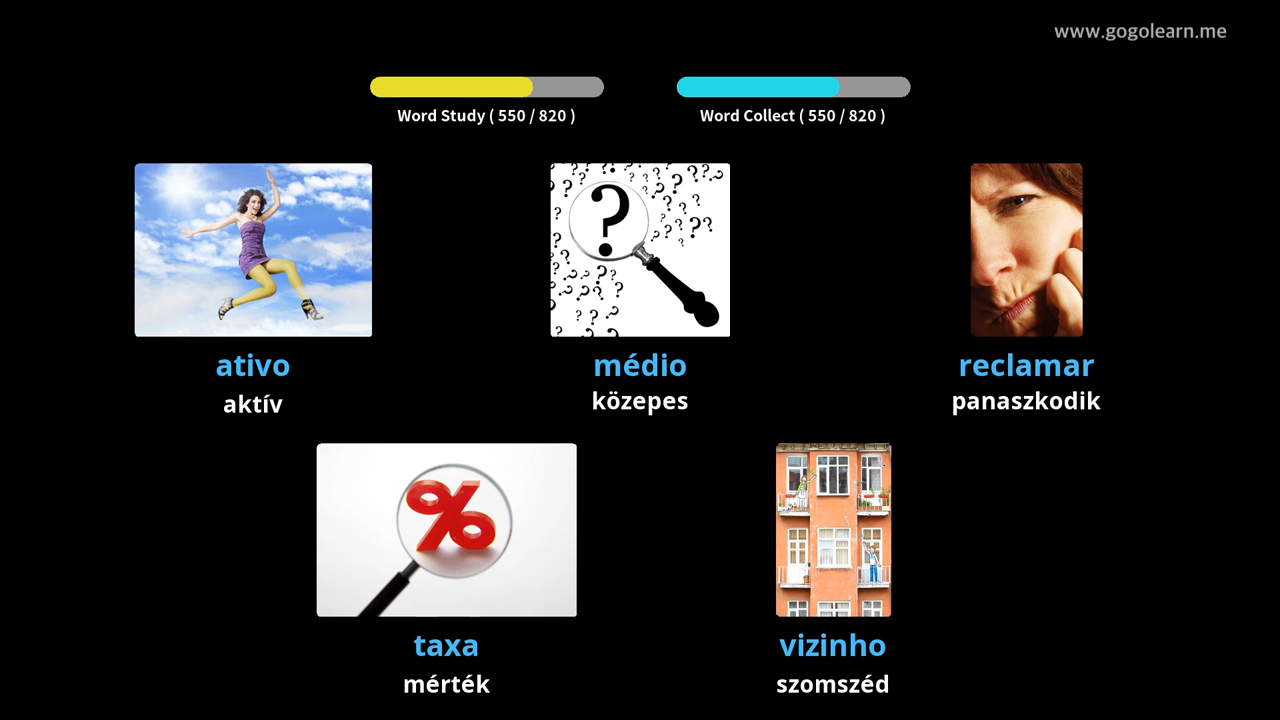 www.gogolearn.me
Word Study ( 550 / 820 )
Word Collect ( 550 / 820 )
ativo
aktív
médio
közepes
reclamar
panaszkodik
taxa
mérték
vizinho
szomszéd